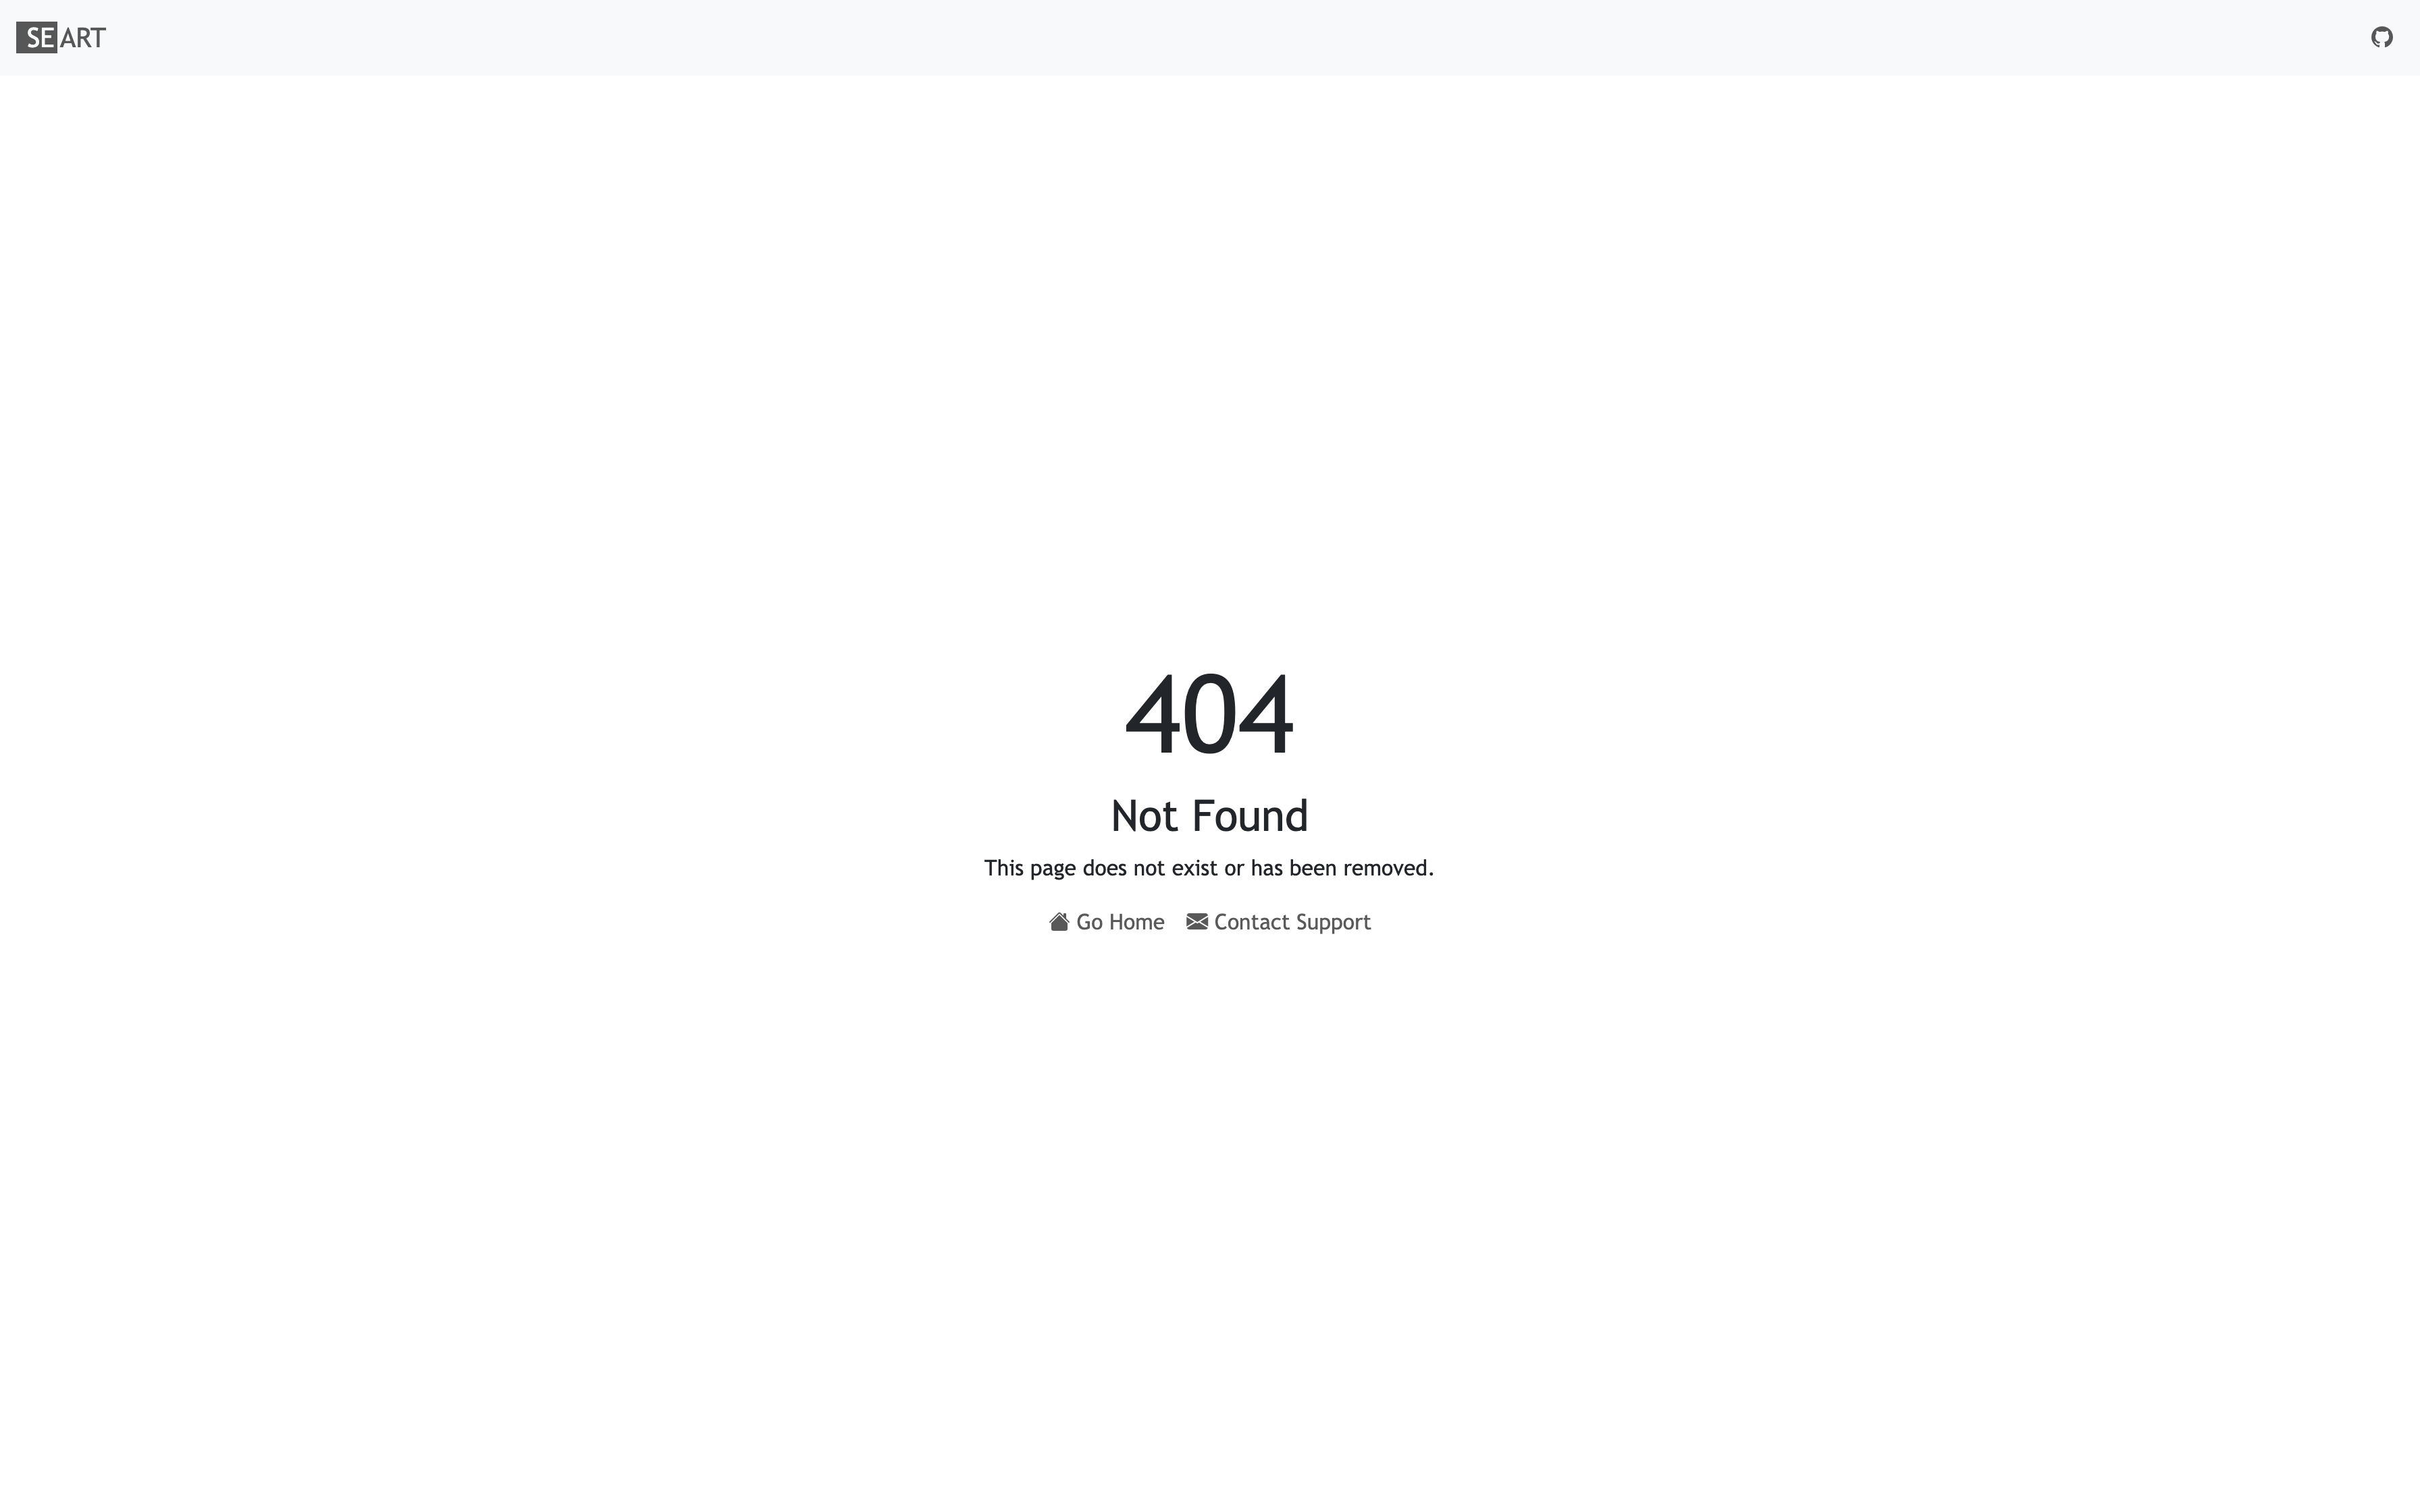 SEART
404
Not Found
This page does not exist or has been removed.
Go Home Contact Support